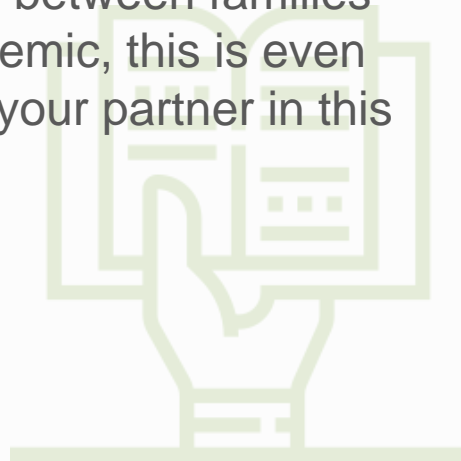 between families
emic, this is even
your partner in this